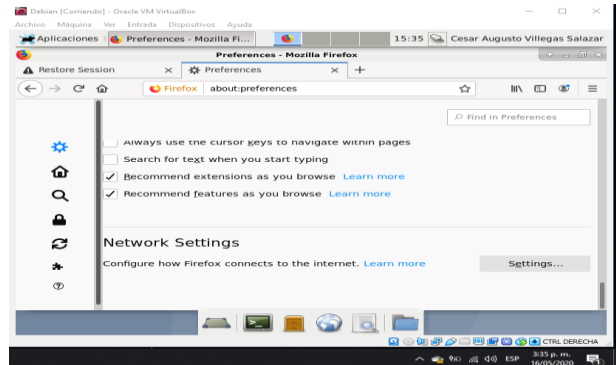 Debian [Corriendo] - Oracle VM VirtualBox
Archivo Máquina Ver Entrada Dispositivos Ayuda
Aplicaciones Preferences - Mozilla Fi... 15:35 Cesar Augusto Villegas Salazar
Preferences - Mozilla Firefox
Restore Session Preferences
Firefox about:preferences
Find in Preferences
Always use the cursor keys to navigate within pages
Search for text when you start typing
Recommend extensions as you browse Learn more
Recommend features as you browse Learn more
Network Settings
Configure how Firefox connects to the internet. Learn more Settings...
CTRL DERECHA
ESP 3:35 p. m.
16/05/2020